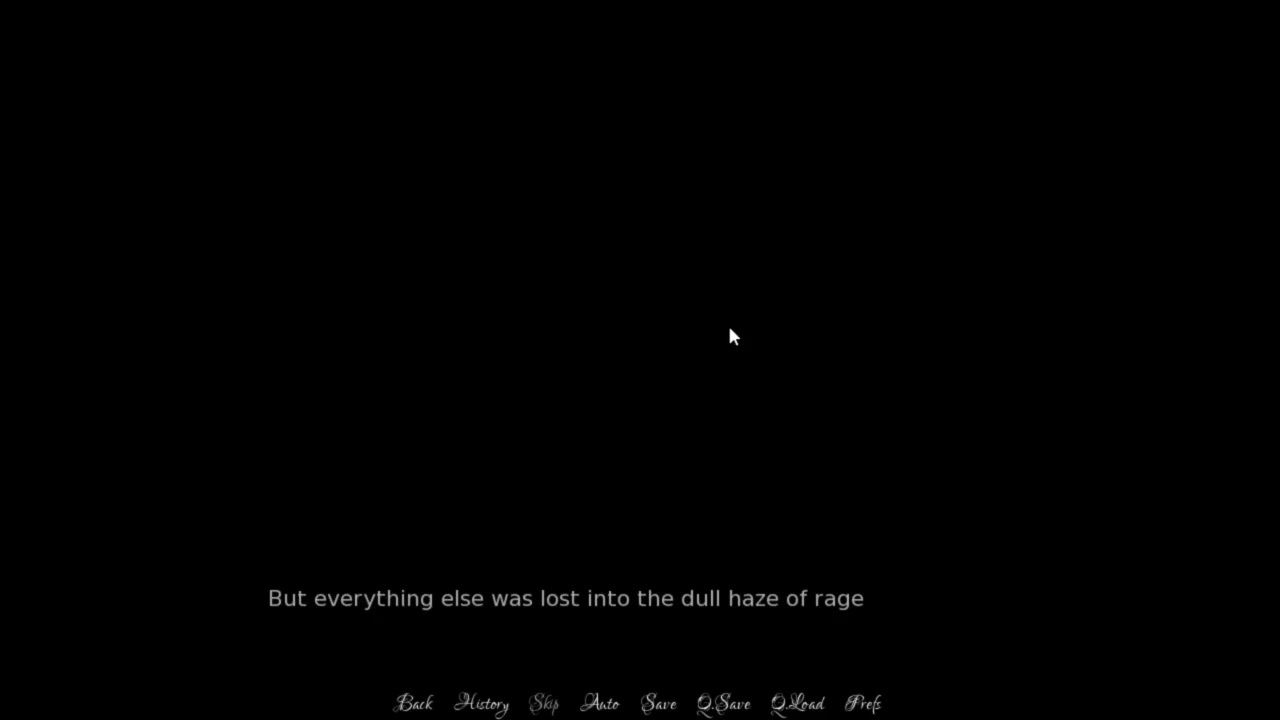 But everything else was lost into the dull haze of rage
Back History Skip Auto Save Q.Save Q.Load Prefs